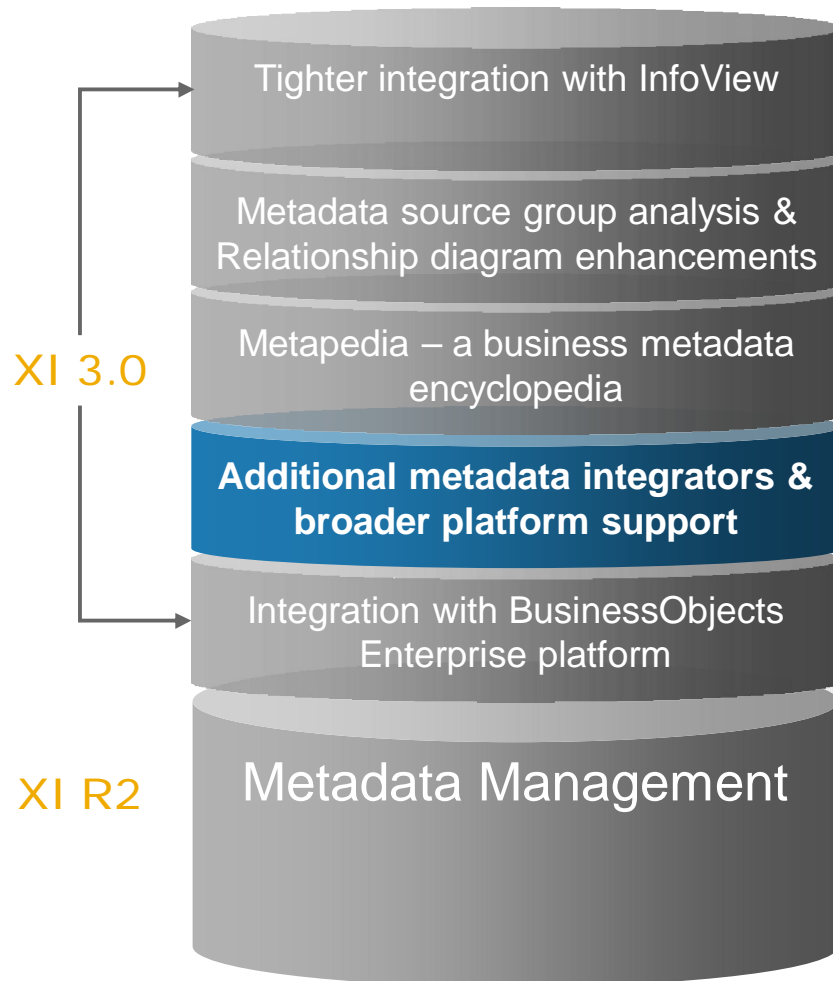 Tighter integration with InfoView
Metadata source group analysis &
Relationship diagram enhancements
Metapedia – a business metadata
encyclopedia
XI 3.0
Additional metadata integrators &
broader platform support
Integration with BusinessObjects
Enterprise platform
XI R2
Metadata Management